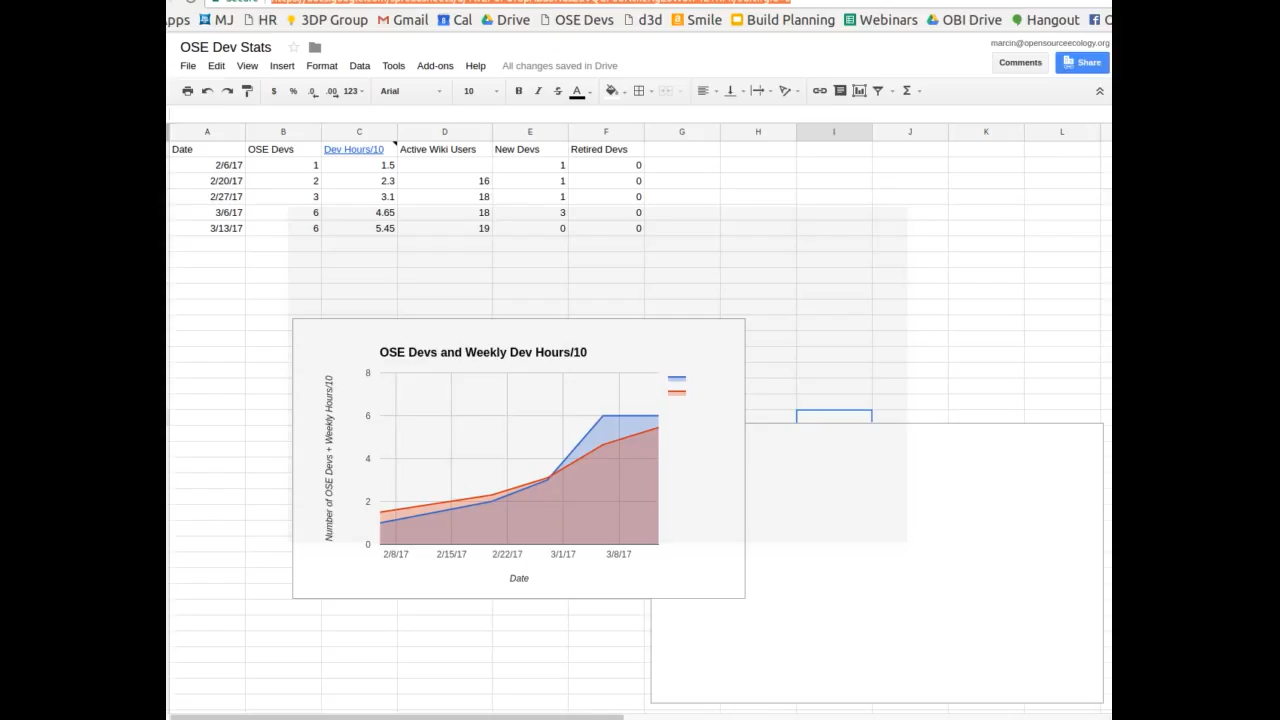 pps MJ HR 3DP Group Gmail Cal Drive OSE Devs d3d Smile Build Planning Webinars OBI Drive Hangout
OSE Dev Stats
marcin@opensourceecology.org
File Edit View Insert Format Data Tools Add-ons Help All changes saved in Drive
Comments Share
$ % .0 .00 123 Arial 10 B I S A Σ
A B C D E F G H I J K L
Date OSE Devs Dev Hours/10 Active Wiki Users New Devs Retired Devs
2/6/17 1 1.5 1 0
2/20/17 2 2.3 16 1 0
2/27/17 3 3.1 18 1 0
3/6/17 6 4.65 18 3 0
3/13/17 6 5.45 19 0 0
OSE Devs and Weekly Dev Hours/10
Number of OSE Devs + Weekly Hours/10
8
6
4
2
0
2/8/17 2/15/17 2/22/17 3/1/17 3/8/17
Date